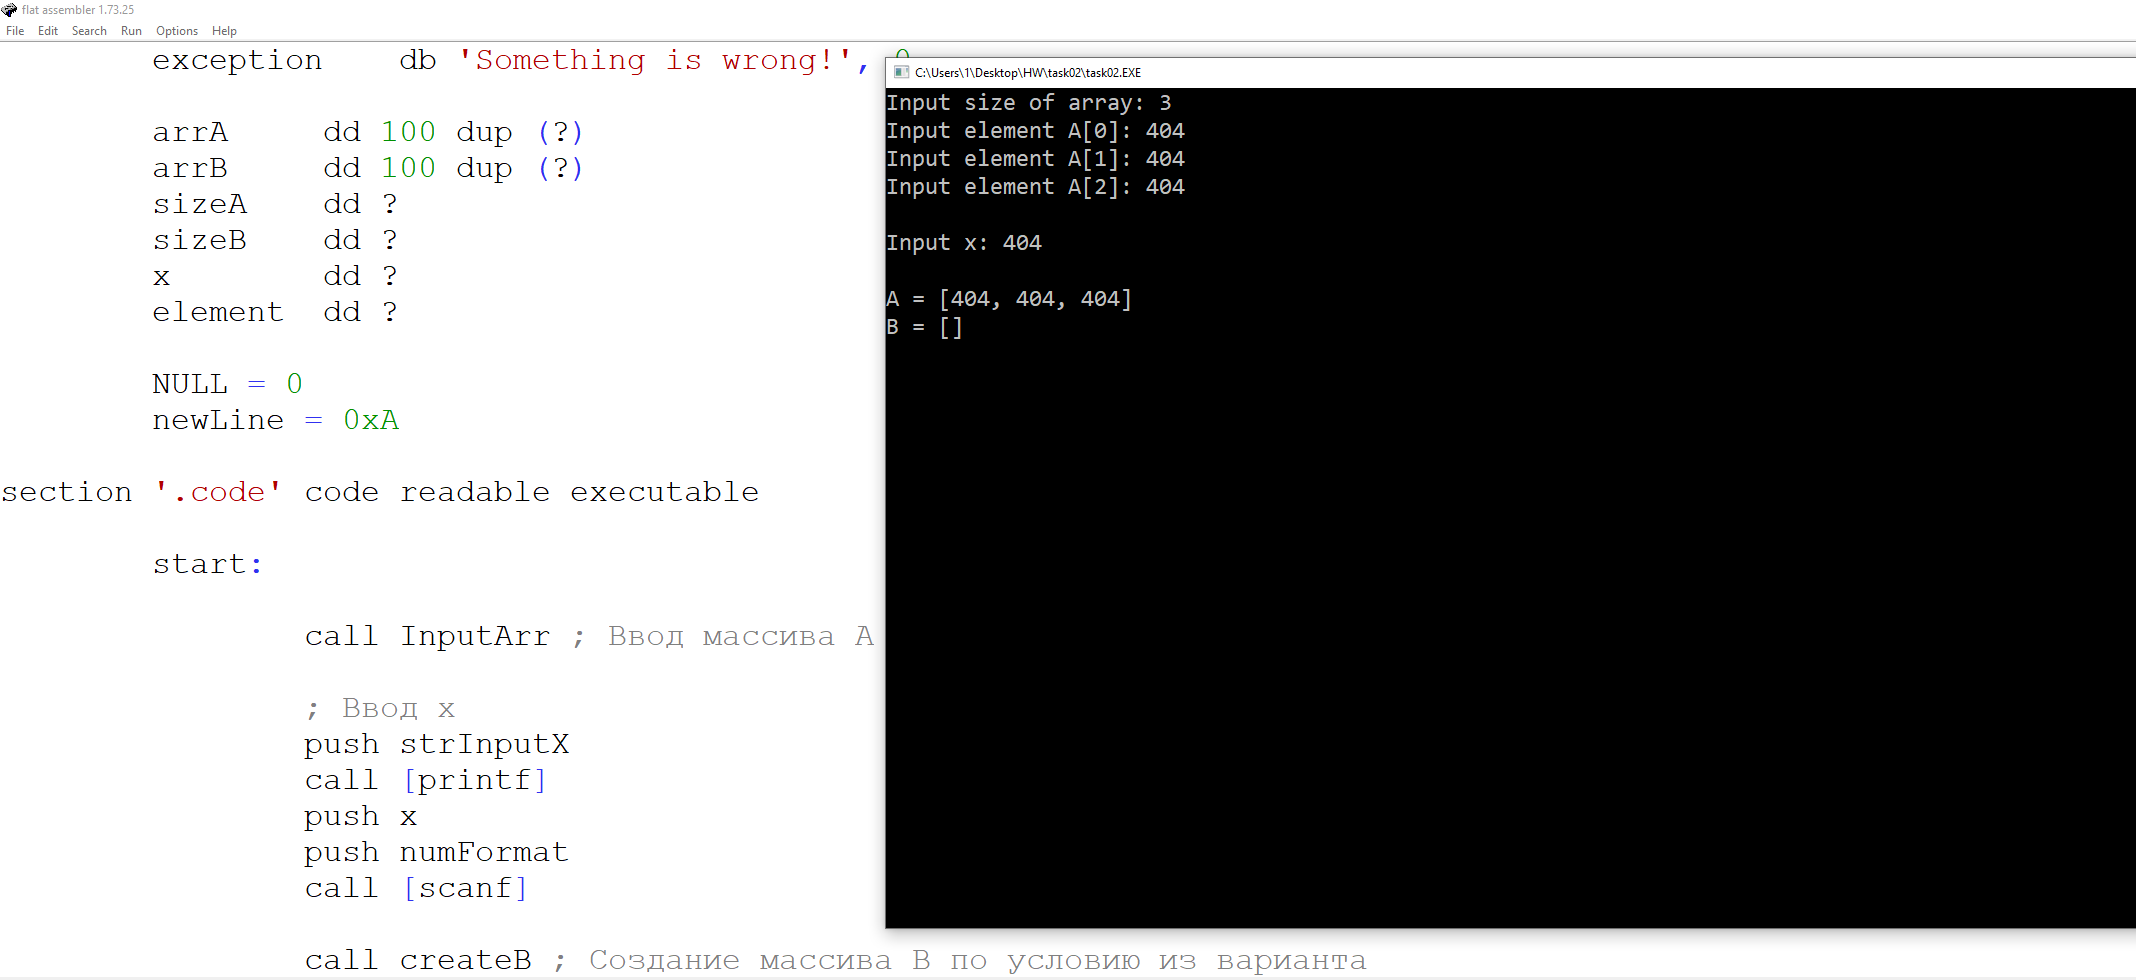 flat assembler 1.73.25
File Edit Search Run Options Help
exception db 'Something is wrong!', 0
arrA dd 100 dup (?)
arrB dd 100 dup (?)
sizeA dd ?
sizeB dd ?
x dd ?
element dd ?
NULL = 0
newLine = 0xA
section '.code' code readable executable
start:
call InputArr ; Ввод массива A
; Ввод x
push strInputX
call [printf]
push x
push numFormat
call [scanf]
call createB ; Создание массива B по условию из варианта
C:\Users\1\Desktop\HW\task02\task02.EXE
Input size of array: 3
Input element A[0]: 404
Input element A[1]: 404
Input element A[2]: 404
Input x: 404
A = [404, 404, 404]
B = []